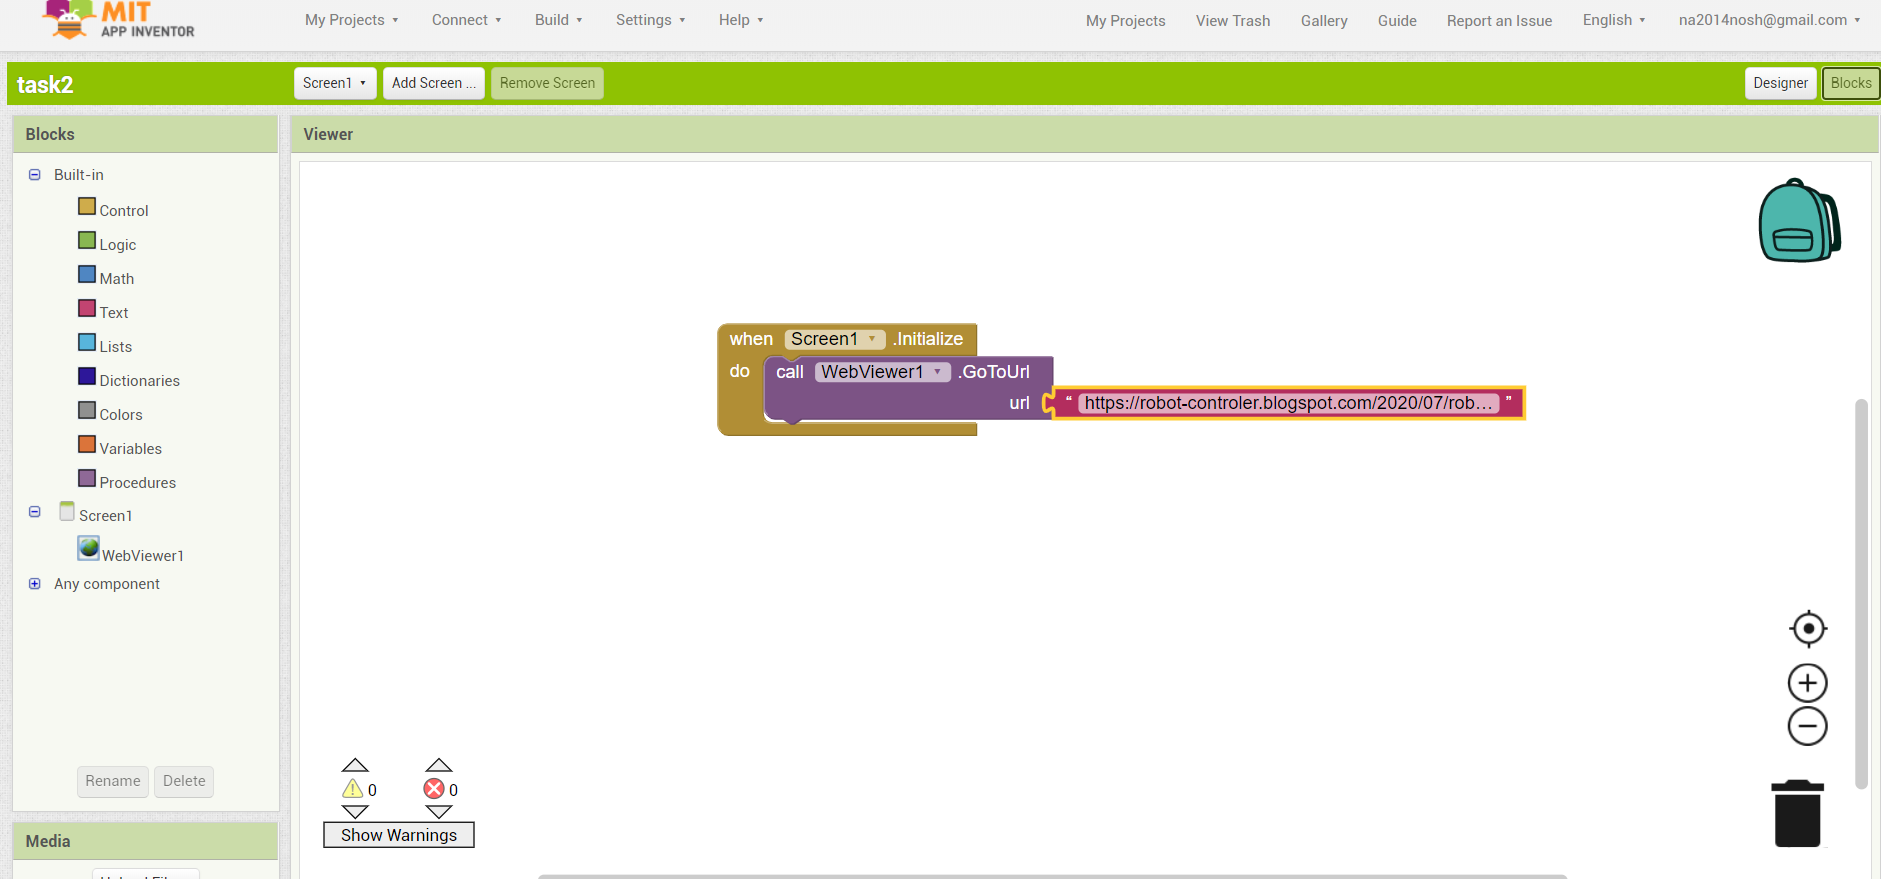 MIT
APP INVENTOR
My Projects
Connect
Build
Settings
Help
My Projects
View Trash
Gallery
Guide
Report an Issue
English
na2014nosh@gmail.com
task2
Screen1
Add Screen ...
Remove Screen
Designer
Blocks
Blocks
Viewer
Built-in
Control
Logic
Math
Text
Lists
Dictionaries
Colors
Variables
Procedures
Screen1
WebViewer1
Any component
Rename
Delete
Media
when Screen1 .Initialize
do call WebViewer1 .GoToUrl
url “ https://robot-controler.blogspot.com/2020/07/rob... ”
0
0
Show Warnings